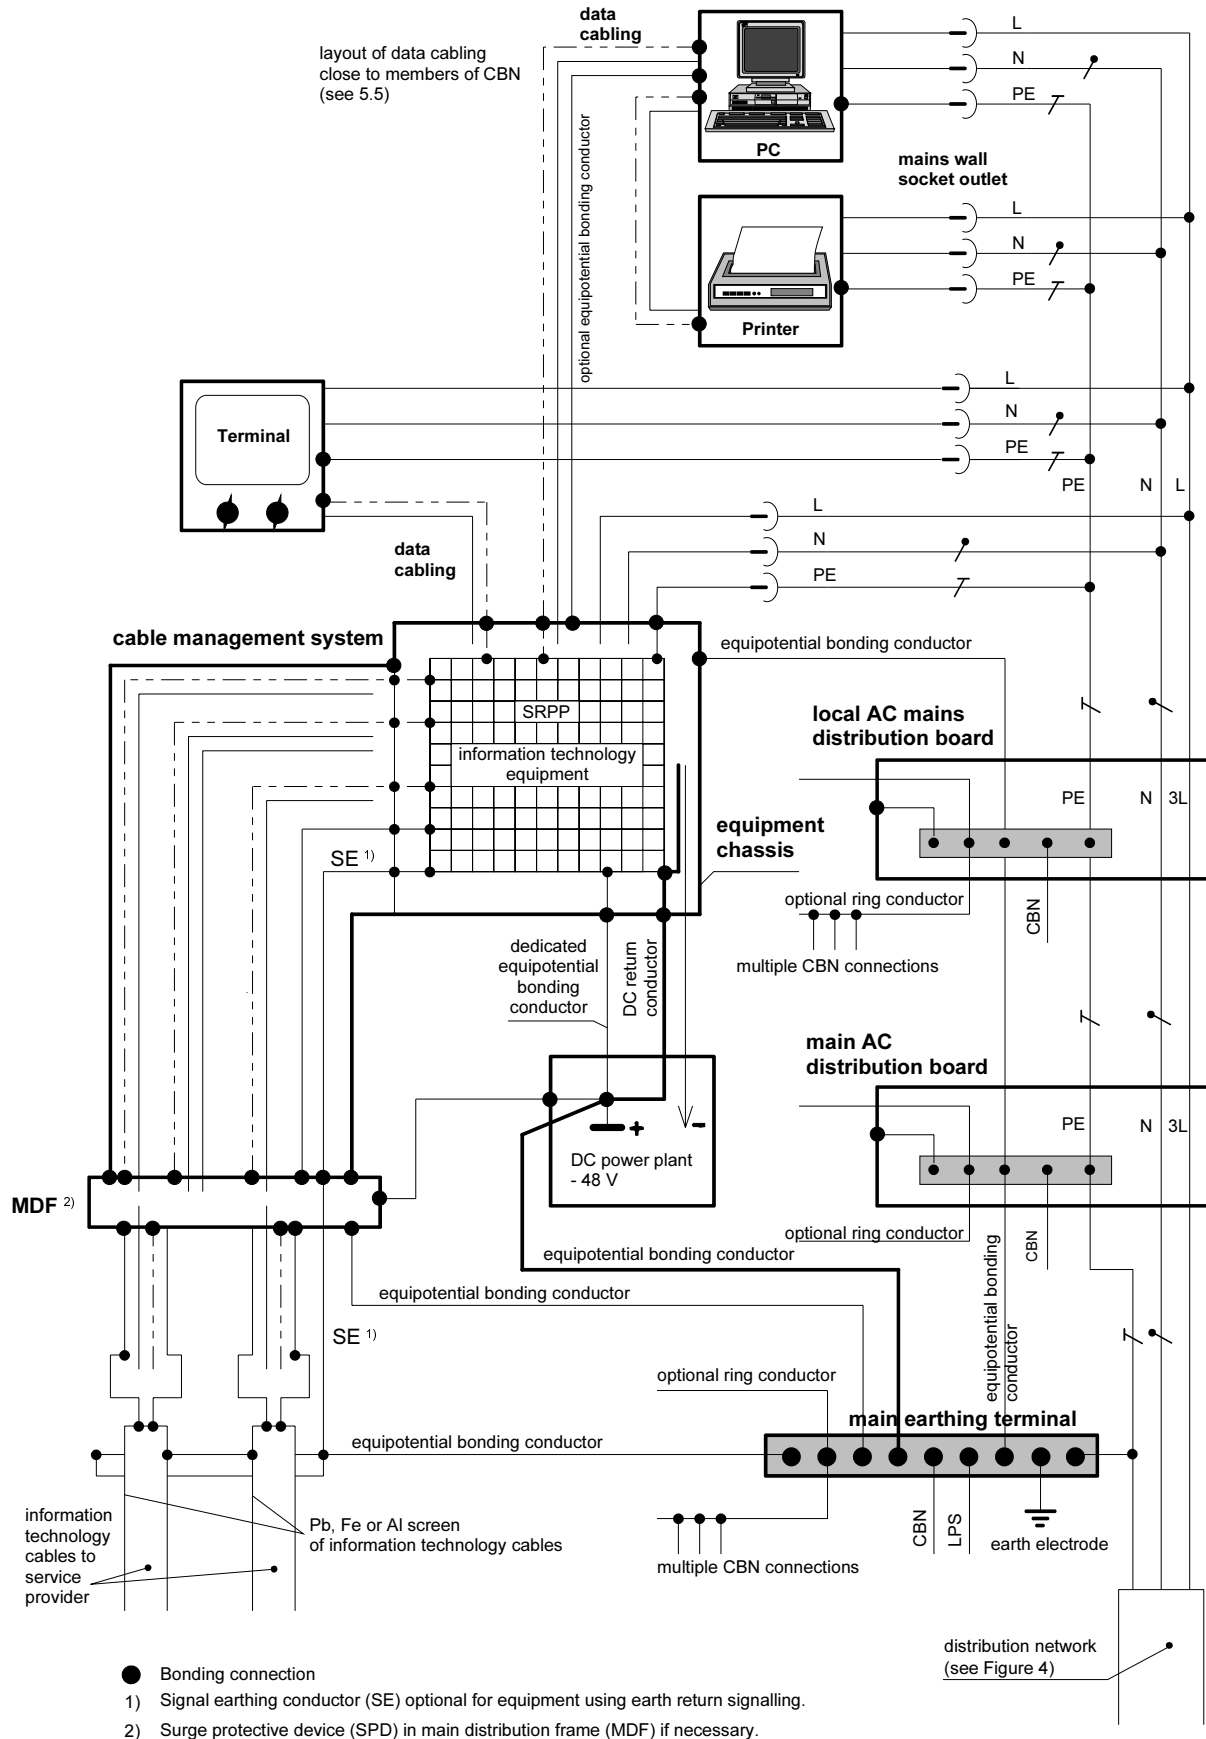 data
cabling
layout of data cabling
close to members of CBN
(see 5.5)
L
N
PE
PC
optional equipotential bonding conductor
mains wall
socket outlet
L
N
PE
Printer
L
N
PE
Terminal
PE N L
L
N
PE
data
cabling
cable management system
equipotential bonding conductor
SRPP
information technology
equipment
local AC mains
distribution board
PE N 3L
equipment
chassis
SE 1)
optional ring conductor
CBN
multiple CBN connections
dedicated
equipotential
bonding
conductor
DC return
conductor
main AC
distribution board
PE N 3L
+ -
DC power plant
- 48 V
MDF 2)
optional ring conductor
CBN
equipotential bonding conductor
equipotential bonding
conductor
equipotential bonding conductor
SE 1)
optional ring conductor
main earthing terminal
equipotential bonding conductor
information
technology
cables to
service
provider
Pb, Fe or Al screen
of information technology cables
CBN
LPS
earth electrode
multiple CBN connections
distribution network
(see Figure 4)
Bonding connection
1) Signal earthing conductor (SE) optional for equipment using earth return signalling.
2) Surge protective device (SPD) in main distribution frame (MDF) if necessary.